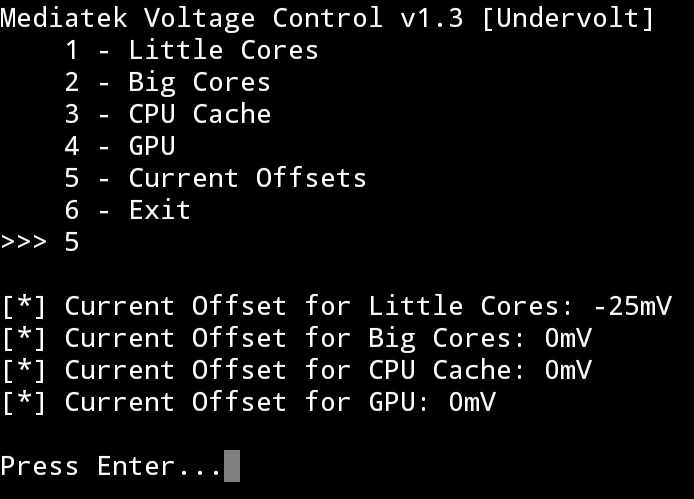 Mediatek Voltage Control v1.3 [Undervolt]
1 - Little Cores
2 - Big Cores
3 - CPU Cache
4 - GPU
5 - Current Offsets
6 - Exit
>>> 5
[*] Current Offset for Little Cores: -25mV
[*] Current Offset for Big Cores: 0mV
[*] Current Offset for CPU Cache: 0mV
[*] Current Offset for GPU: 0mV
Press Enter...